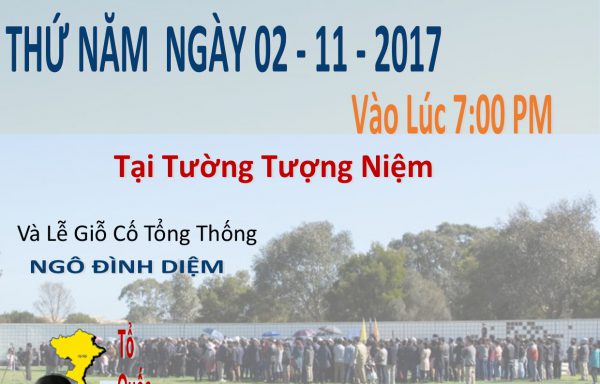 THỨ NĂM NGÀY 02 - 11 - 2017
Vào Lúc 7:00 PM
Tại Tường Tượng Niệm
Và Lễ Giỗ Cố Tổng Thống
NGÔ ĐÌNH DIỆM
Tổ
Quốc